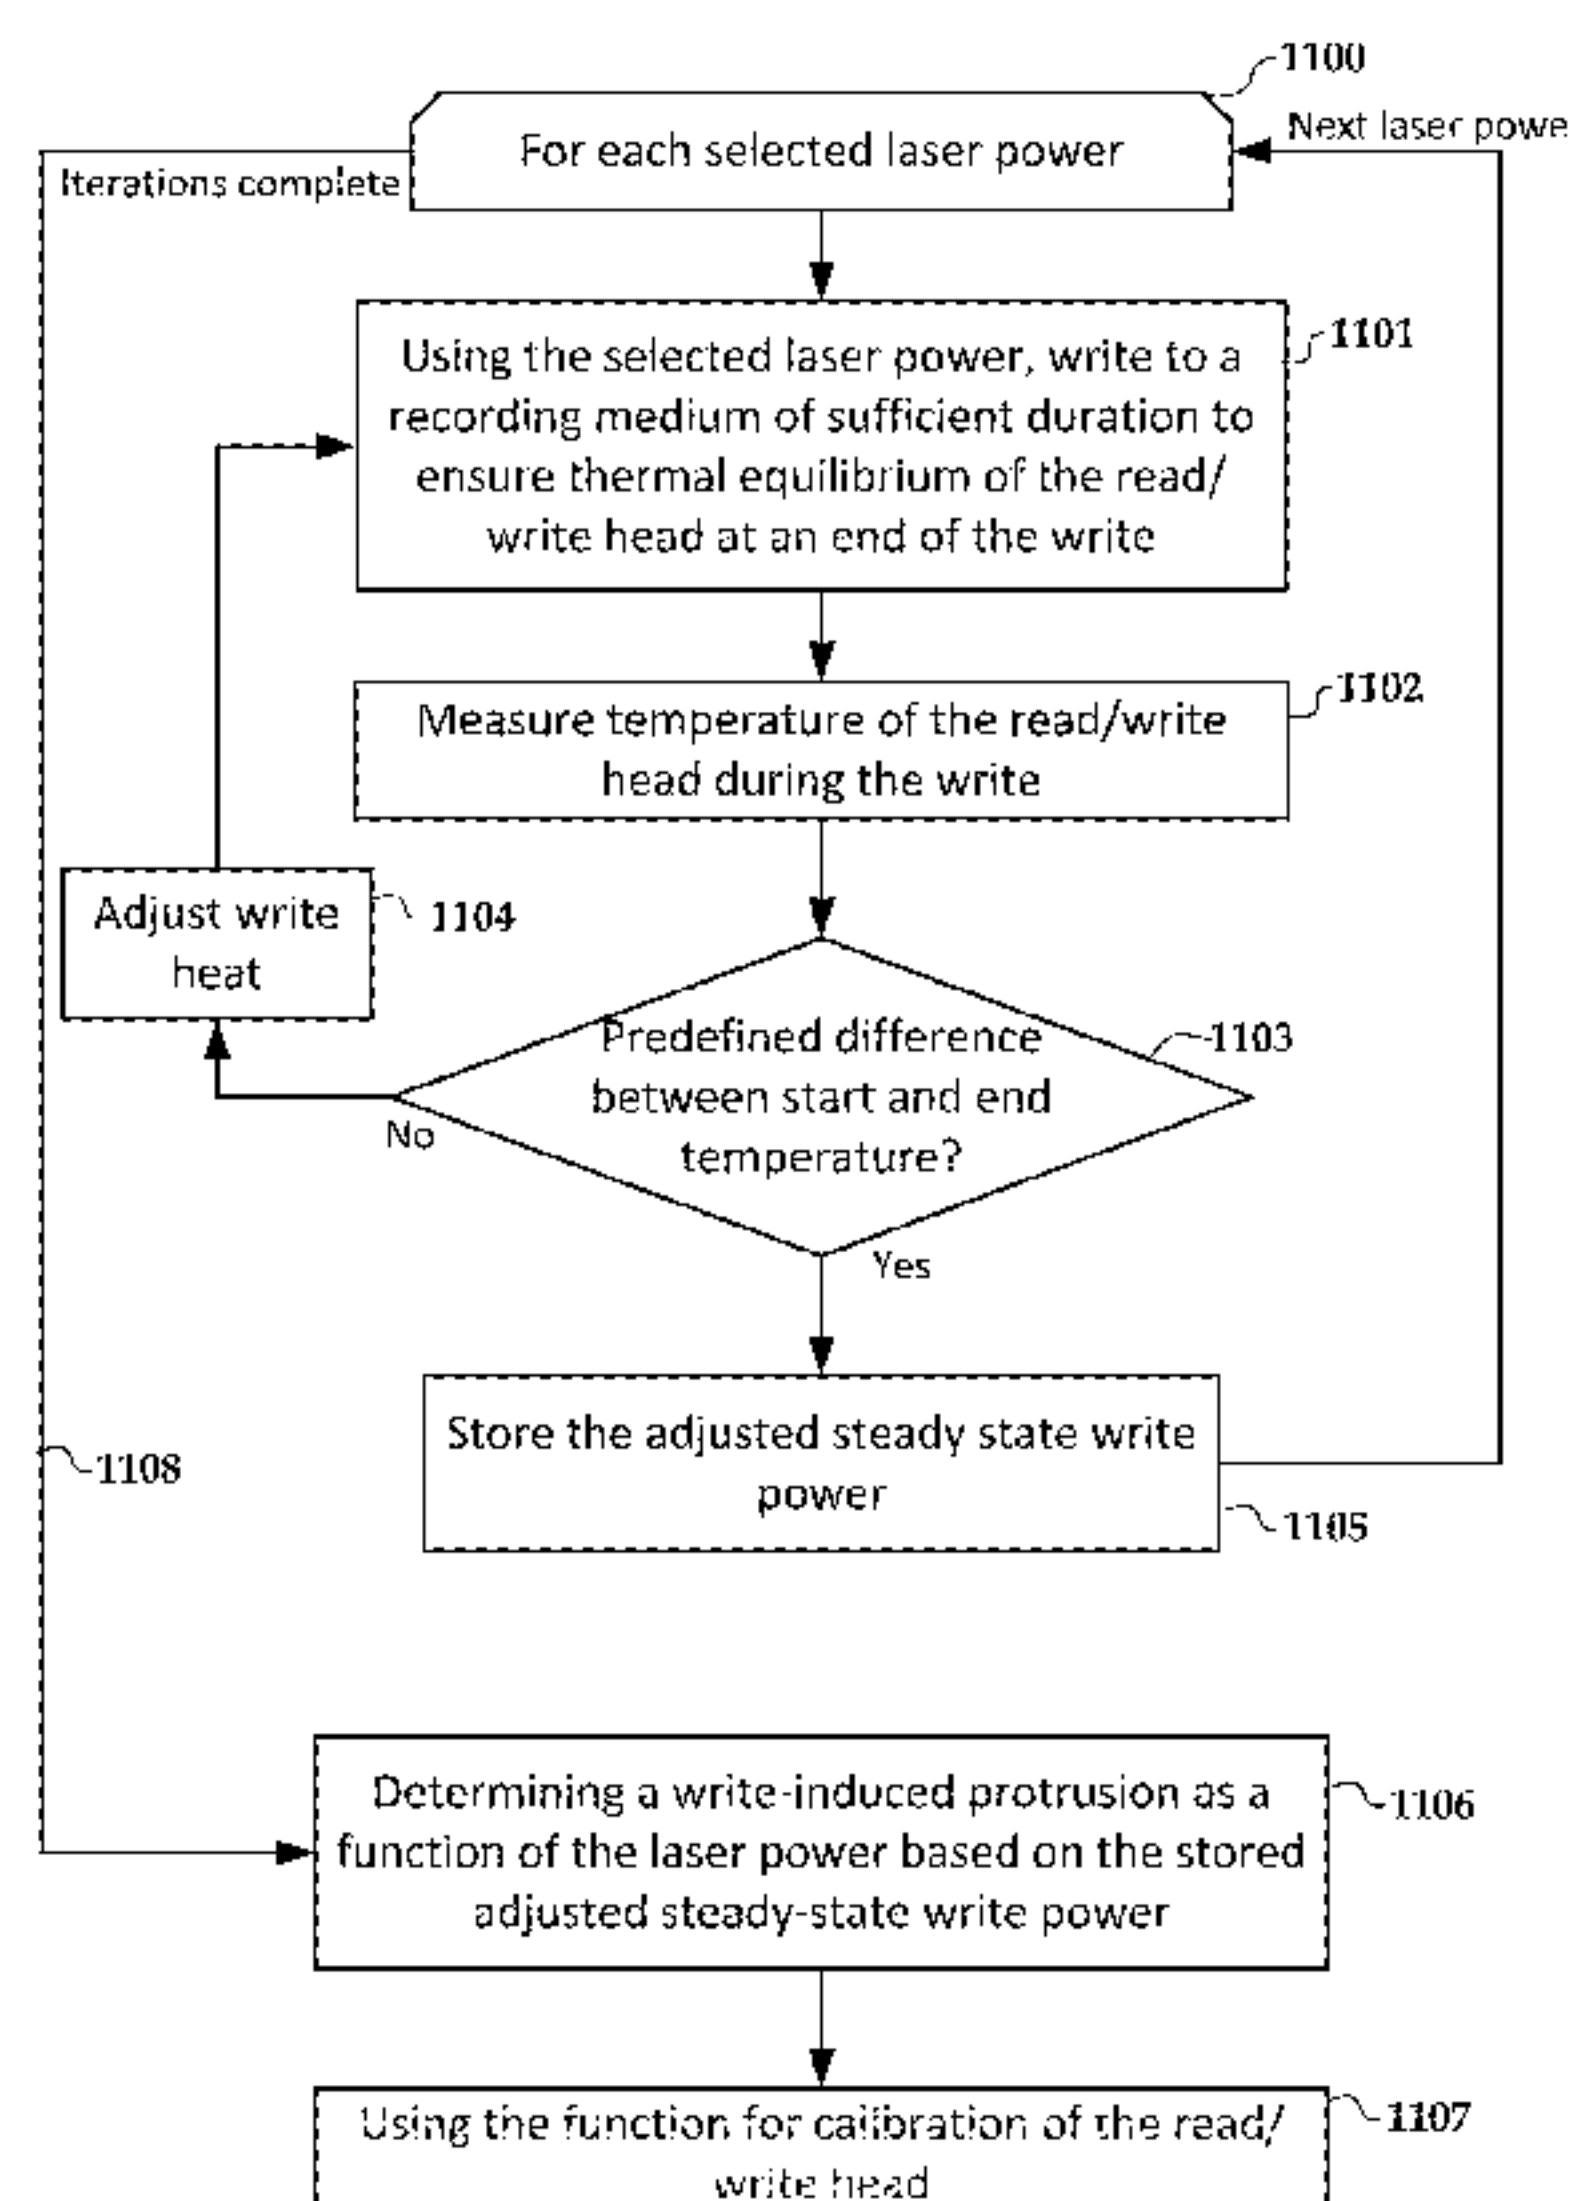 1100
Next laser powe
For each selected laser power
Iterations complete
1101
Using the selected laser power, write to a
recording medium of sufficient duration to
ensure thermal equilibrium of the read/
write head at an end of the write
1102
Measure temperature of the read/write
head during the write
Adjust write
heat
1104
1103
Predefined difference
between start and end
temperature?
No
Yes
Store the adjusted steady state write
power
1108
1105
Determining a write-induced protrusion as a
function of the laser power based on the stored
adjusted steady-state write power
1106
Using the function for calibration of the read/
write head
1107